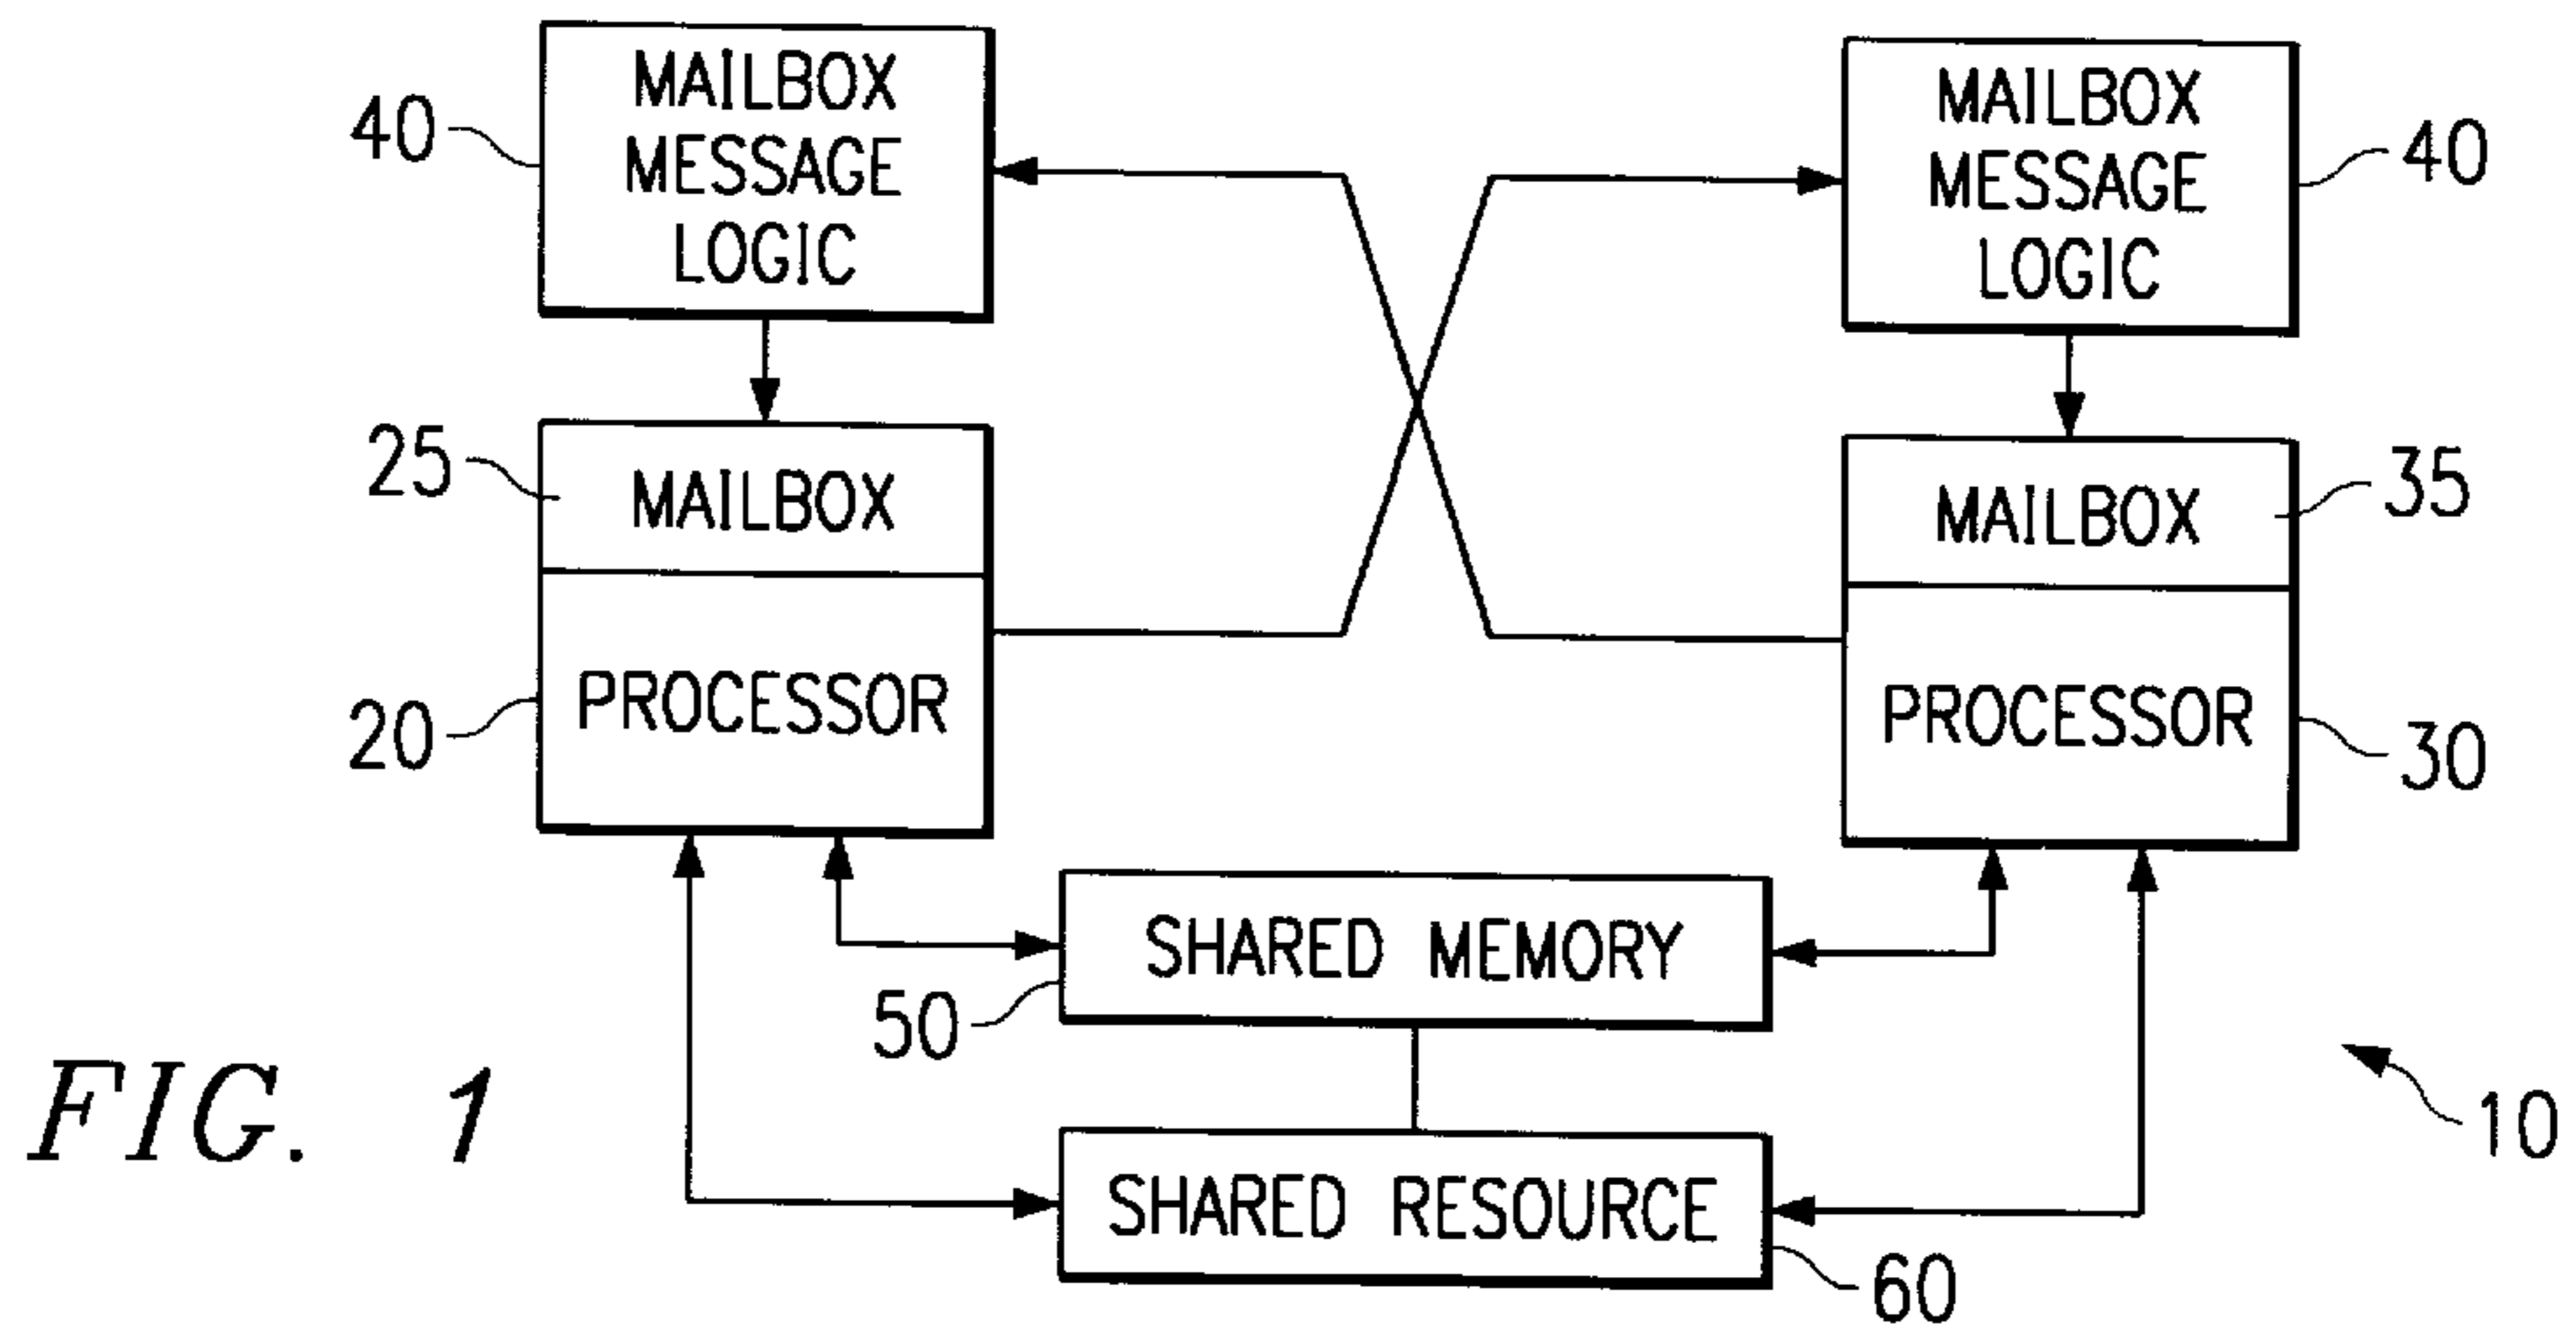 MAILBOX
MESSAGE
LOGIC
40
MAILBOX
MESSAGE
LOGIC
40
25
MAILBOX
MAILBOX
35
20
PROCESSOR
PROCESSOR
30
SHARED MEMORY
50
SHARED RESOURCE
60
10
FIG. 1